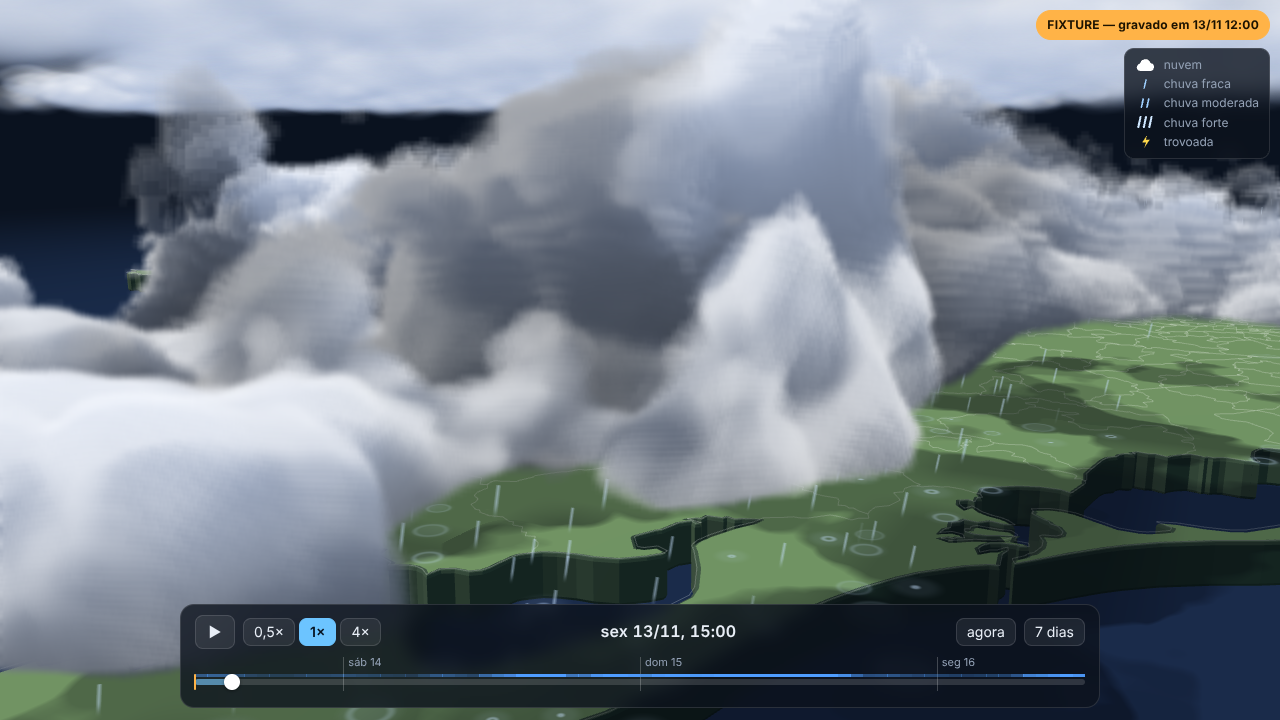 FIXTURE — gravado em 13/11 12:00
nuvem
chuva fraca
chuva moderada
chuva forte
trovoada
0,5×
1×
4×
sex 13/11, 15:00
agora
7 dias
sáb 14
dom 15
seg 16